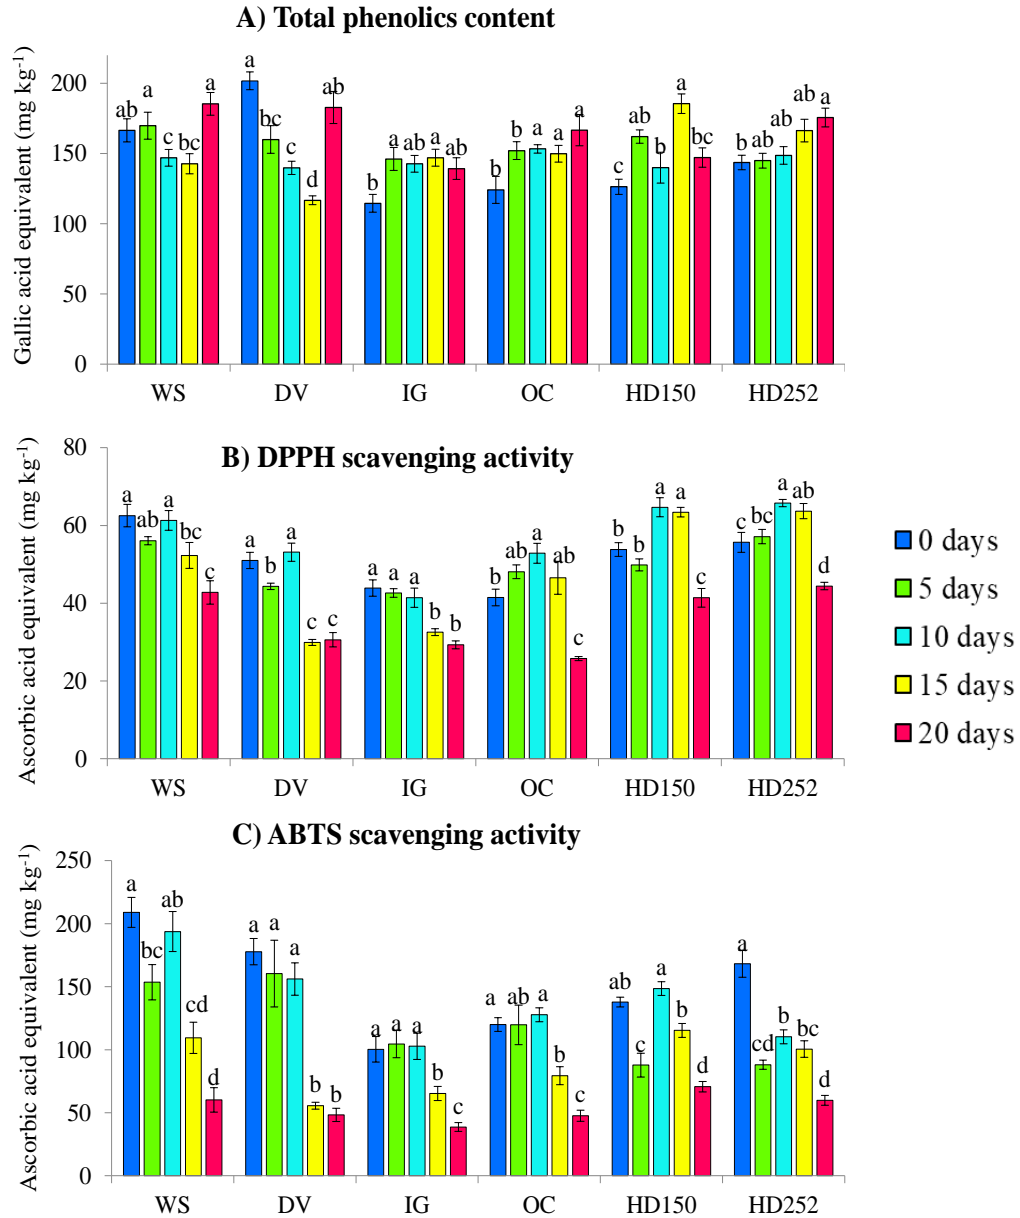 A) Total phenolics content
Gallic acid equivalent (mg kg⁻¹)
200
150
100
50
0
ab a c bc a
a bc c d ab
b a ab a ab
b b a a a
c ab b a bc
b ab ab ab a
WS DV IG OC HD150 HD252
B) DPPH scavenging activity
Ascorbic acid equivalent (mg kg⁻¹)
80
60
40
20
0
a ab a bc c
a b a c c
a a a b b
b ab a ab c
b b a a c
c bc a ab d
WS DV IG OC HD150 HD252
0 days
5 days
10 days
15 days
20 days
C) ABTS scavenging activity
Ascorbic acid equivalent (mg kg⁻¹)
250
200
150
100
50
0
a bc ab cd d
a a a b b
a a a b c
a ab a b c
ab c a b d
a cd b bc d
WS DV IG OC HD150 HD252